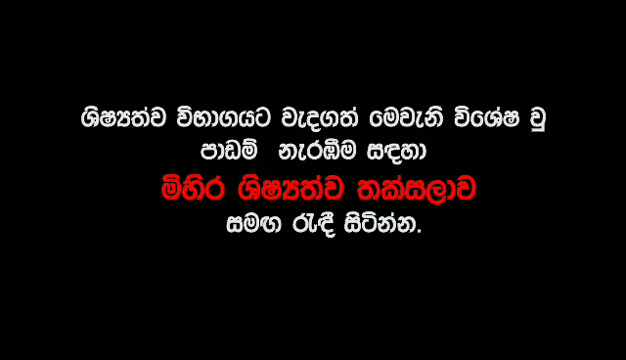 ශිෂ්‍යත්ව විභාගයට වැදගත් මෙවැනි විශේෂ වු
පාඩම් නැරඹීම සඳහා
මිහිර ශිෂ්‍යත්ව තක්සලාව
සමඟ රැඳී සිටින්න.